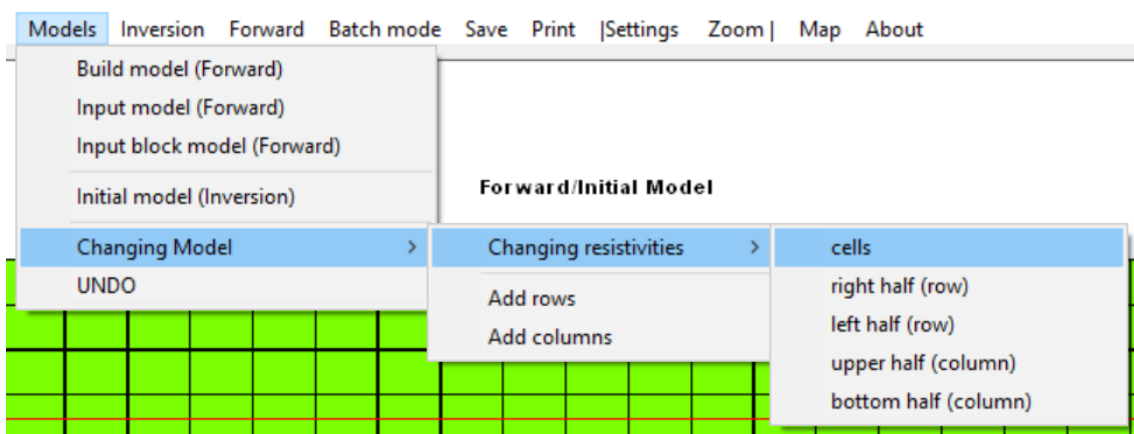 Models Inversion Forward Batch mode Save Print |Settings Zoom | Map About
Build model (Forward)
Input model (Forward)
Input block model (Forward)
Initial model (Inversion)
Changing Model >
UNDO
Forward/Initial Model
Changing resistivities >
Add rows
Add columns
cells
right half (row)
left half (row)
upper half (column)
bottom half (column)